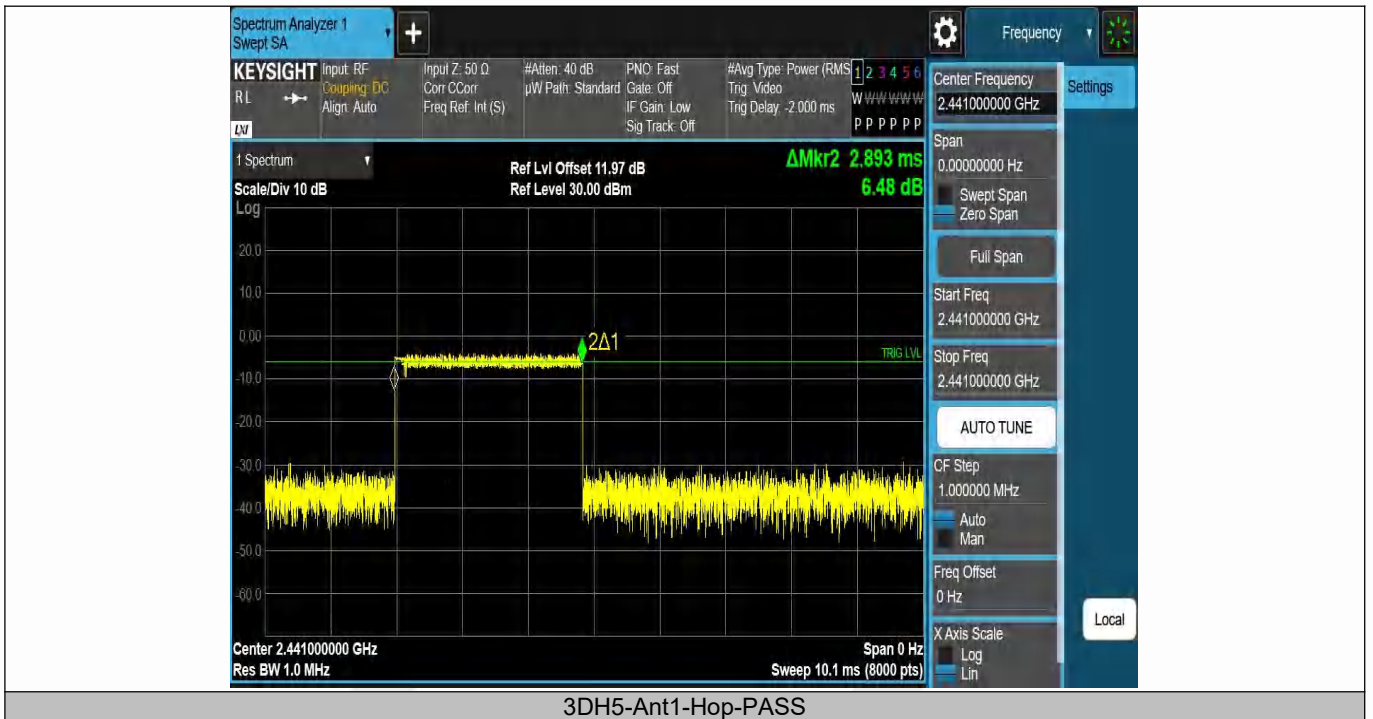 Spectrum Analyzer 1
Swept SA
+
Frequency
KEYSIGHT
RL
LXI
Input: RF
Coupling: DC
Align: Auto
Input Z: 50 Ω
Corr CCorr
Freq Ref: Int (S)
#Atten: 40 dB
µW Path: Standard
PNO: Fast
Gate: Off
IF Gain: Low
Sig Track: Off
#Avg Type: Power (RMS
Trig: Video
Trig Delay: -2.000 ms
1 2 3 4 5 6
W W W W W W
P P P P P P
1 Spectrum
Scale/Div 10 dB
Log
Ref Lvl Offset 11.97 dB
Ref Level 30.00 dBm
ΔMkr2 2.893 ms
6.48 dB
20.0
10.0
0.00
-10.0
-20.0
-30.0
-40.0
-50.0
-60.0
2Δ1
TRIG LVL
Center 2.441000000 GHz
Res BW 1.0 MHz
Span 0 Hz
Sweep 10.1 ms (8000 pts)
Center Frequency
2.441000000 GHz
Settings
Span
0.00000000 Hz
Swept Span
Zero Span
Full Span
Start Freq
2.441000000 GHz
Stop Freq
2.441000000 GHz
AUTO TUNE
CF Step
1.000000 MHz
Auto
Man
Freq Offset
0 Hz
X Axis Scale
Log
Lin
Local
3DH5-Ant1-Hop-PASS